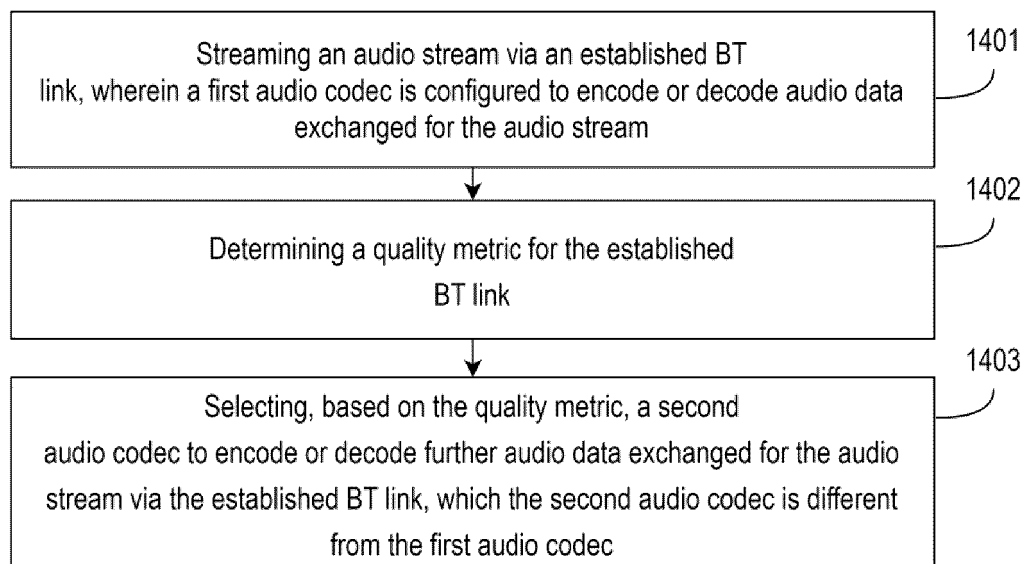 Streaming an audio stream via an established BT
link, wherein a first audio codec is configured to encode or decode audio data
exchanged for the audio stream
1401
Determining a quality metric for the established
BT link
1402
Selecting, based on the quality metric, a second
audio codec to encode or decode further audio data exchanged for the audio
stream via the established BT link, which the second audio codec is different
from the first audio codec
1403